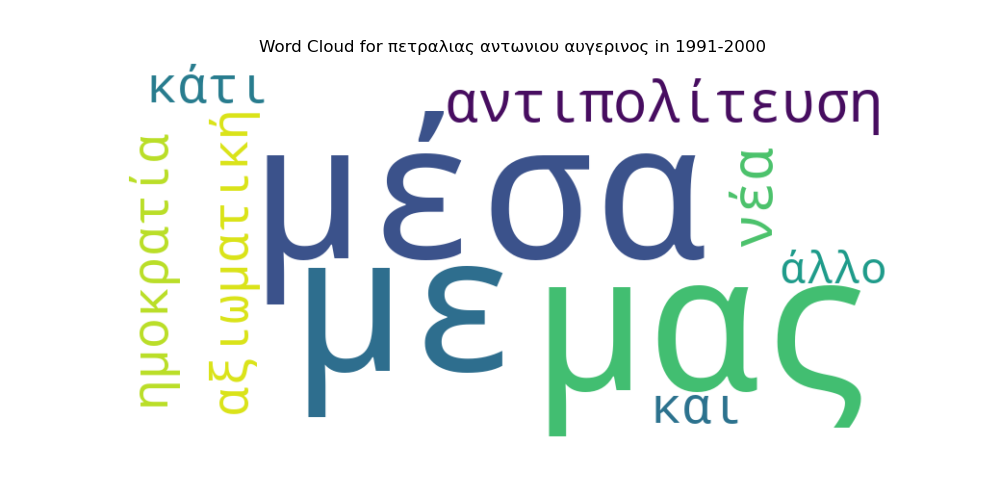 Word Cloud for πετραλιας αντωνιου αυγερινος in 1991-2000
κάτι
αντιπολίτευση
μέσα
ημοκρατία
αξιωματική
νέα
άλλο
με
μας
και